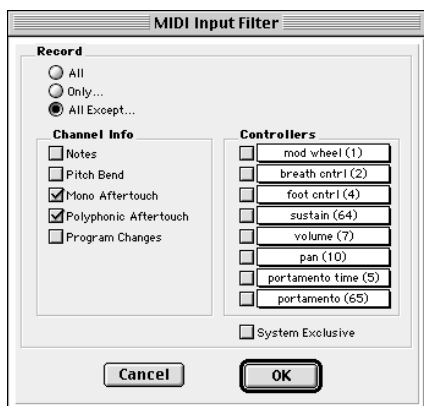 MIDI Input Filter
Record
All
Only...
All Except...
Channel Info
Notes
Pitch Bend
Mono Aftertouch
Polyphonic Aftertouch
Program Changes
Controllers
mod wheel (1)
breath cntrl (2)
foot cntrl (4)
sustain (64)
volume (7)
pan (10)
portamento time (5)
portamento (65)
System Exclusive
Cancel
OK